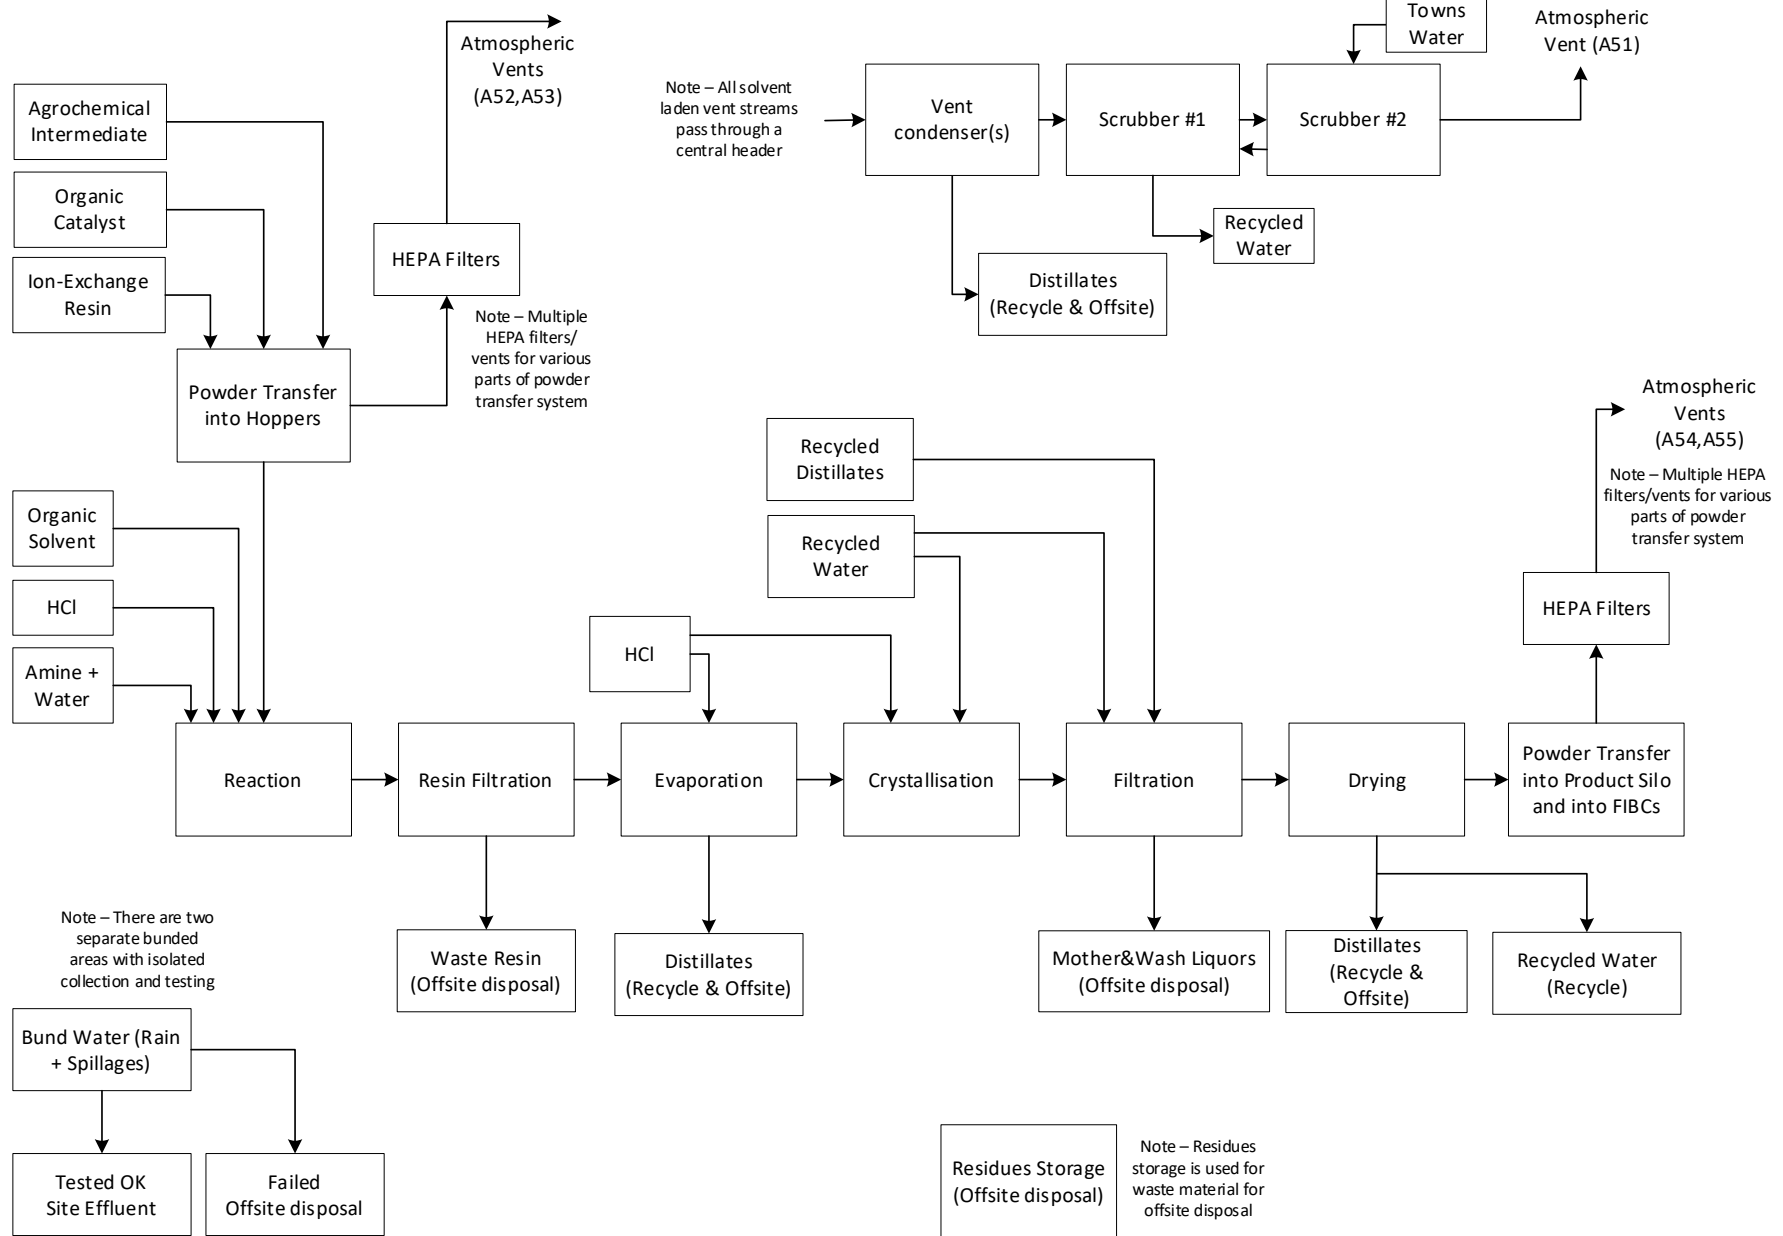 Atmospheric
Vents
(A52,A53)
Towns
Water
Atmospheric
Vent (A51)
Note – All solvent
laden vent streams
pass through a
central header
Vent
condenser(s)
Scrubber #1
Scrubber #2
Recycled
Water
Distillates
(Recycle & Offsite)
Agrochemical
Intermediate
Organic
Catalyst
Ion-Exchange
Resin
HEPA Filters
Note – Multiple
HEPA filters/
vents for various
parts of powder
transfer system
Powder Transfer
into Hoppers
Organic
Solvent
HCl
Amine +
Water
Recycled
Distillates
Recycled
Water
HCl
Atmospheric
Vents
(A54,A55)
Note – Multiple HEPA
filters/vents for various
parts of powder
transfer system
HEPA Filters
Reaction
Resin Filtration
Evaporation
Crystallisation
Filtration
Drying
Powder Transfer
into Product Silo
and into FIBCs
Waste Resin
(Offsite disposal)
Distillates
(Recycle & Offsite)
Mother&Wash Liquors
(Offsite disposal)
Distillates
(Recycle &
Offsite)
Recycled Water
(Recycle)
Note – There are two
separate bunded
areas with isolated
collection and testing
Bund Water (Rain
+ Spillages)
Tested OK
Site Effluent
Failed
Offsite disposal
Residues Storage
(Offsite disposal)
Note – Residues
storage is used for
waste material for
offsite disposal